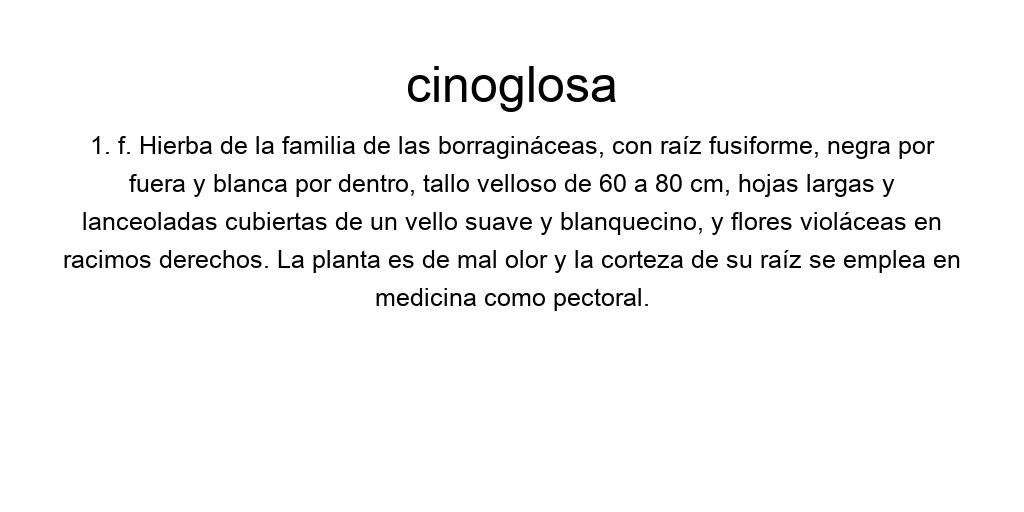 cinoglosa
1. f. Hierba de la familia de las borragináceas, con raíz fusiforme, negra por
fuera y blanca por dentro, tallo velloso de 60 a 80 cm, hojas largas y
lanceoladas cubiertas de un vello suave y blanquecino, y flores violáceas en
racimos derechos. La planta es de mal olor y la corteza de su raíz se emplea en
medicina como pectoral.